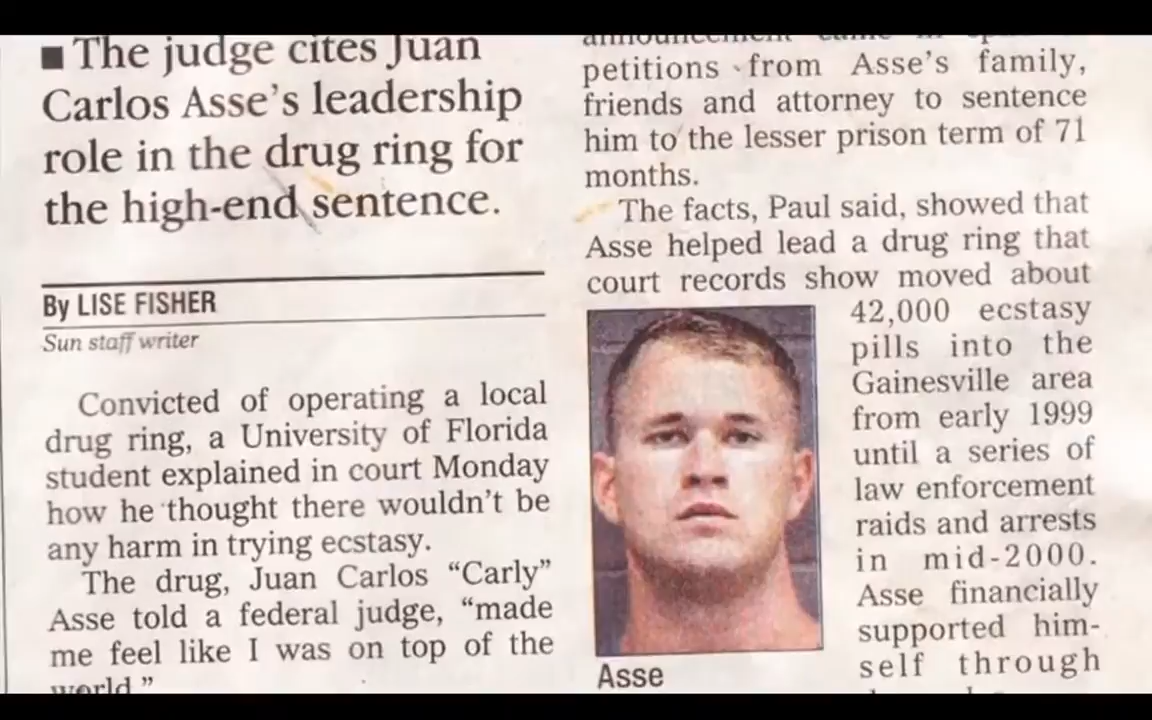 ■ The judge cites Juan
Carlos Asse's leadership
role in the drug ring for
the high-end sentence.
By LISE FISHER
Sun staff writer
Convicted of operating a local
drug ring, a University of Florida
student explained in court Monday
how he thought there wouldn't be
any harm in trying ecstasy.
The drug, Juan Carlos “Carly”
Asse told a federal judge, “made
me feel like I was on top of the
world.”
announcement came in
petitions from Asse's family,
friends and attorney to sentence
him to the lesser prison term of 71
months.
The facts, Paul said, showed that
Asse helped lead a drug ring that
court records show moved about
42,000 ecstasy
pills into the
Gainesville area
from early 1999
until a series of
law enforcement
raids and arrests
in mid-2000.
Asse financially
supported him-
self through
Asse